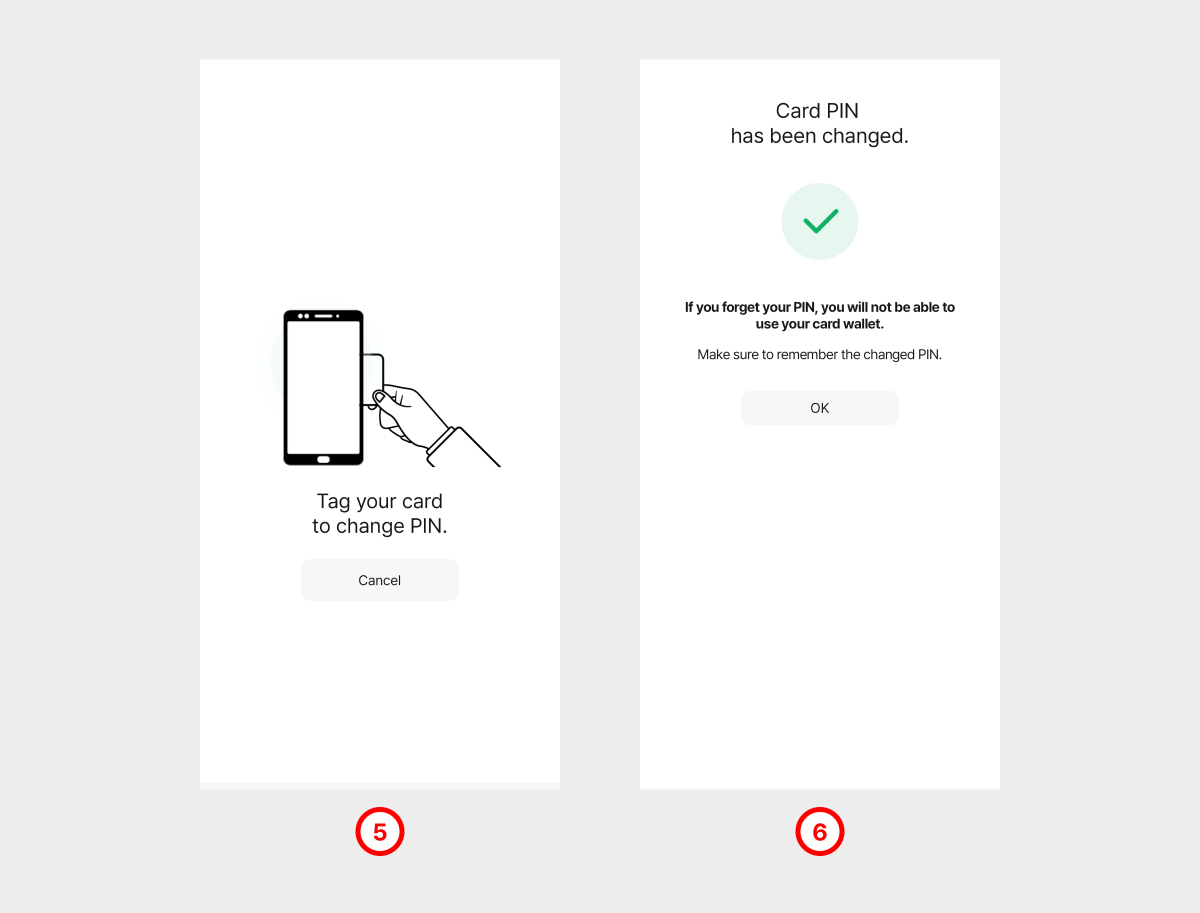 Tag your card
to change PIN.
Cancel
5
Card PIN
has been changed.
If you forget your PIN, you will not be able to
use your card wallet.
Make sure to remember the changed PIN.
OK
6